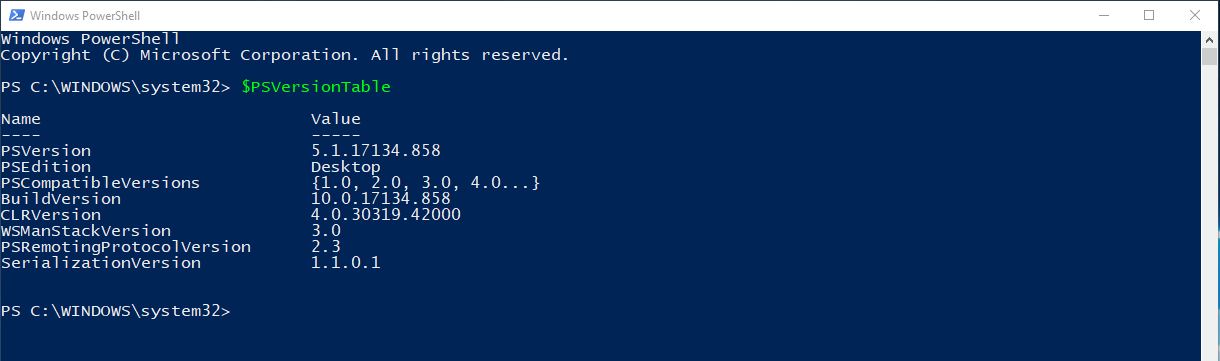 Windows PowerShell
Windows PowerShell
Copyright (C) Microsoft Corporation. All rights reserved.
PS C:\WINDOWS\system32> $PSVersionTable
Name                           Value
----                           -----
PSVersion                      5.1.17134.858
PSEdition                      Desktop
PSCompatibleVersions           {1.0, 2.0, 3.0, 4.0...}
BuildVersion                   10.0.17134.858
CLRVersion                     4.0.30319.42000
WSManStackVersion              3.0
PSRemotingProtocolVersion      2.3
SerializationVersion           1.1.0.1
PS C:\WINDOWS\system32>